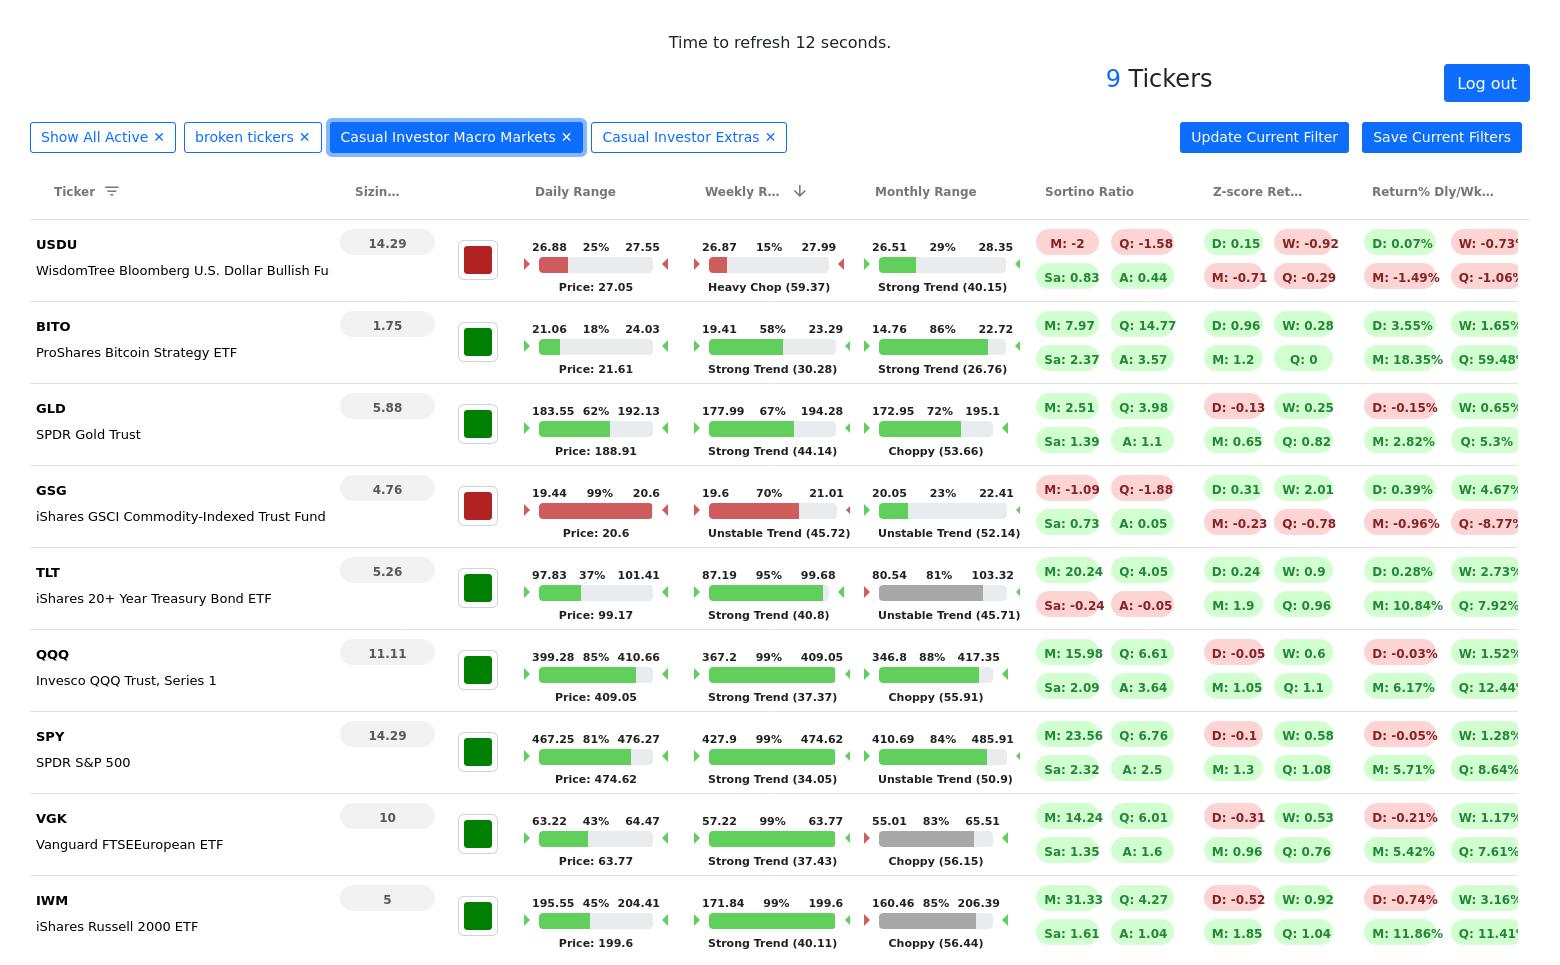 Time to refresh 12 seconds.
9 Tickers
Log out
Show All Active ✕ broken tickers ✕ Casual Investor Macro Markets ✕ Casual Investor Extras ✕ Update Current Filter Save Current Filters
Ticker Sizin... Daily Range Weekly R... Monthly Range Sortino Ratio Z-score Ret... Return% Dly/Wk...
USDU 14.29 26.88 25% 27.55 26.87 15% 27.99 26.51 29% 28.35 M: -2 Q: -1.58 D: 0.15 W: -0.92 D: 0.07% W: -0.73%
WisdomTree Bloomberg U.S. Dollar Bullish Fu Sa: 0.83 A: 0.44 M: -0.71 Q: -0.29 M: -1.49% Q: -1.06%
Price: 27.05 Heavy Chop (59.37) Strong Trend (40.15)
BITO 1.75 21.06 18% 24.03 19.41 58% 23.29 14.76 86% 22.72 M: 7.97 Q: 14.77 D: 0.96 W: 0.28 D: 3.55% W: 1.65%
ProShares Bitcoin Strategy ETF Sa: 2.37 A: 3.57 M: 1.2 Q: 0 M: 18.35% Q: 59.48%
Price: 21.61 Strong Trend (30.28) Strong Trend (26.76)
GLD 5.88 183.55 62% 192.13 177.99 67% 194.28 172.95 72% 195.1 M: 2.51 Q: 3.98 D: -0.13 W: 0.25 D: -0.15% W: 0.65%
SPDR Gold Trust Sa: 1.39 A: 1.1 M: 0.65 Q: 0.82 M: 2.82% Q: 5.3%
Price: 188.91 Strong Trend (44.14) Choppy (53.66)
GSG 4.76 19.44 99% 20.6 19.6 70% 21.01 20.05 23% 22.41 M: -1.09 Q: -1.88 D: 0.31 W: 2.01 D: 0.39% W: 4.67%
iShares GSCI Commodity-Indexed Trust Fund Sa: 0.73 A: 0.05 M: -0.23 Q: -0.78 M: -0.96% Q: -8.77%
Price: 20.6 Unstable Trend (45.72) Unstable Trend (52.14)
TLT 5.26 97.83 37% 101.41 87.19 95% 99.68 80.54 81% 103.32 M: 20.24 Q: 4.05 D: 0.24 W: 0.9 D: 0.28% W: 2.73%
iShares 20+ Year Treasury Bond ETF Sa: -0.24 A: -0.05 M: 1.9 Q: 0.96 M: 10.84% Q: 7.92%
Price: 99.17 Strong Trend (40.8) Unstable Trend (45.71)
QQQ 11.11 399.28 85% 410.66 367.2 99% 409.05 346.8 88% 417.35 M: 15.98 Q: 6.61 D: -0.05 W: 0.6 D: -0.03% W: 1.52%
Invesco QQQ Trust, Series 1 Sa: 2.09 A: 3.64 M: 1.05 Q: 1.1 M: 6.17% Q: 12.44%
Price: 409.05 Strong Trend (37.37) Choppy (55.91)
SPY 14.29 467.25 81% 476.27 427.9 99% 474.62 410.69 84% 485.91 M: 23.56 Q: 6.76 D: -0.1 W: 0.58 D: -0.05% W: 1.28%
SPDR S&P 500 Sa: 2.32 A: 2.5 M: 1.3 Q: 1.08 M: 5.71% Q: 8.64%
Price: 474.62 Strong Trend (34.05) Unstable Trend (50.9)
VGK 10 63.22 43% 64.47 57.22 99% 63.77 55.01 83% 65.51 M: 14.24 Q: 6.01 D: -0.31 W: 0.53 D: -0.21% W: 1.17%
Vanguard FTSEEuropean ETF Sa: 1.35 A: 1.6 M: 0.96 Q: 0.76 M: 5.42% Q: 7.61%
Price: 63.77 Strong Trend (37.43) Choppy (56.15)
IWM 5 195.55 45% 204.41 171.84 99% 199.6 160.46 85% 206.39 M: 31.33 Q: 4.27 D: -0.52 W: 0.92 D: -0.74% W: 3.16%
iShares Russell 2000 ETF Sa: 1.61 A: 1.04 M: 1.85 Q: 1.04 M: 11.86% Q: 11.41%
Price: 199.6 Strong Trend (40.11) Choppy (56.44)